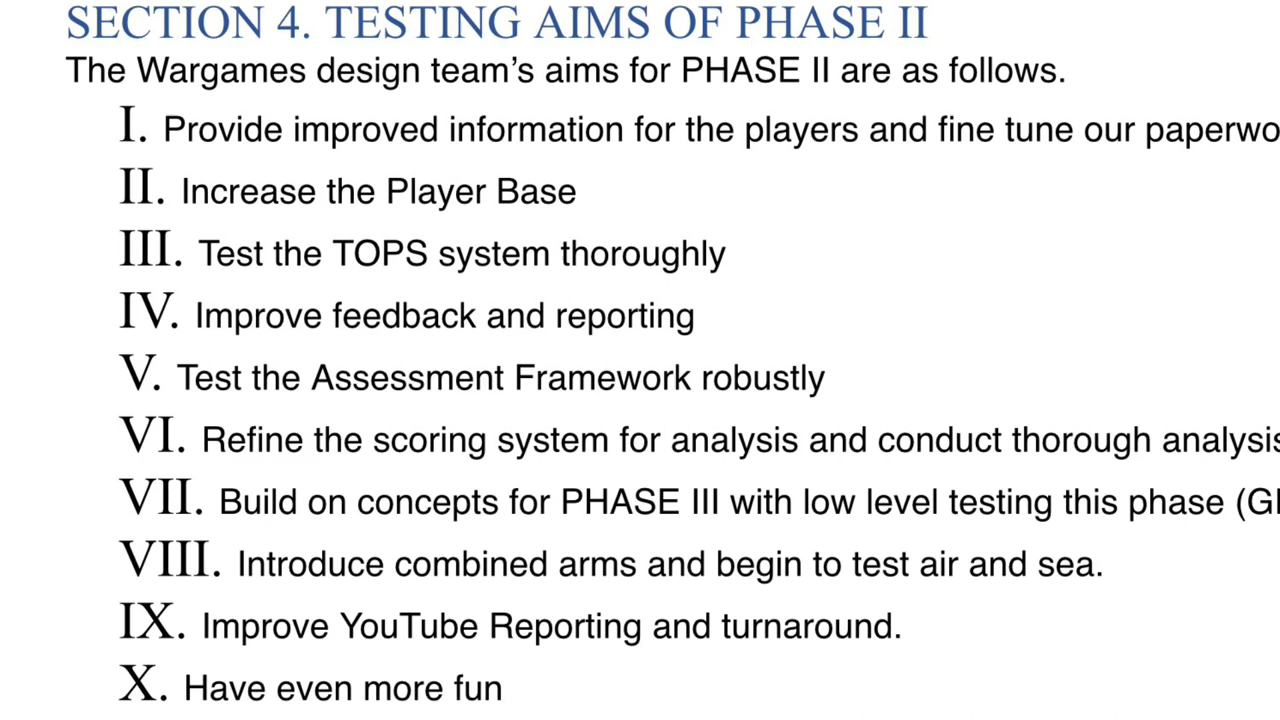 SECTION 4. TESTING AIMS OF PHASE II
The Wargames design team’s aims for PHASE II are as follows.
I. Provide improved information for the players and fine tune our
II. Increase the Player Base
III. Test the TOPS system thoroughly
IV. Improve feedback and reporting
V. Test the Assessment Framework robustly
VI. Refine the scoring system for analysis and conduct thorough analysis
VII. Build on concepts for PHASE III with low level testing this phase
VIII. Introduce combined arms and begin to test air and sea.
IX. Improve YouTube Reporting and turnaround.
X. Have even more fun